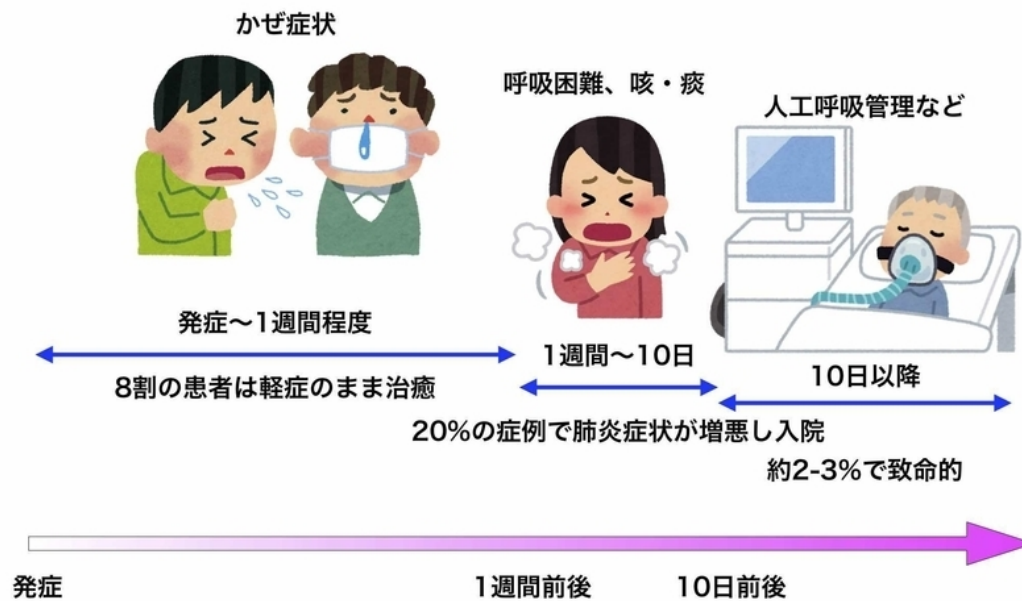 かぜ症状
呼吸困難、咳・痰
人工呼吸管理など
発症〜1週間程度
8割の患者は軽症のまま治癒
1週間〜10日
20%の症例で肺炎症状が増悪し入院
10日以降
約2-3%で致命的
発症
1週間前後
10日前後